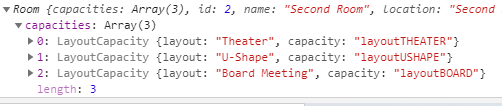 ▼ Room {capacities: Array(3), id: 2, name: "Second Room", location: "Second
▼ capacities: Array(3)
▶ 0: LayoutCapacity {layout: "Theater", capacity: "layoutTHEATER"}
▶ 1: LayoutCapacity {layout: "U-Shape", capacity: "layoutUSHAPE"}
▶ 2: LayoutCapacity {layout: "Board Meeting", capacity: "layoutBOARD"}
length: 3